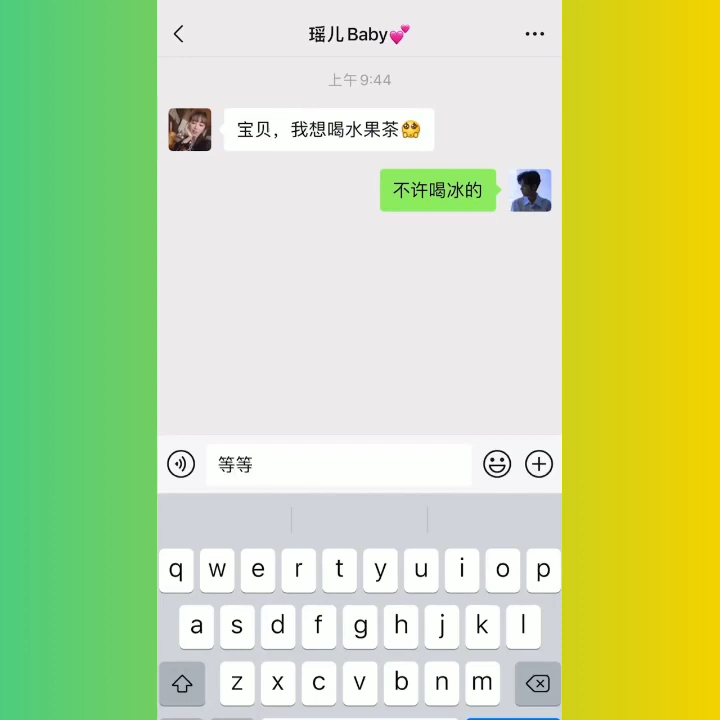 瑶儿Baby💕
上午9:44
宝贝，我想喝水果茶🥺
不许喝冰的
等等
q w e r t y u i o p
a s d f g h j k l
z x c v b n m